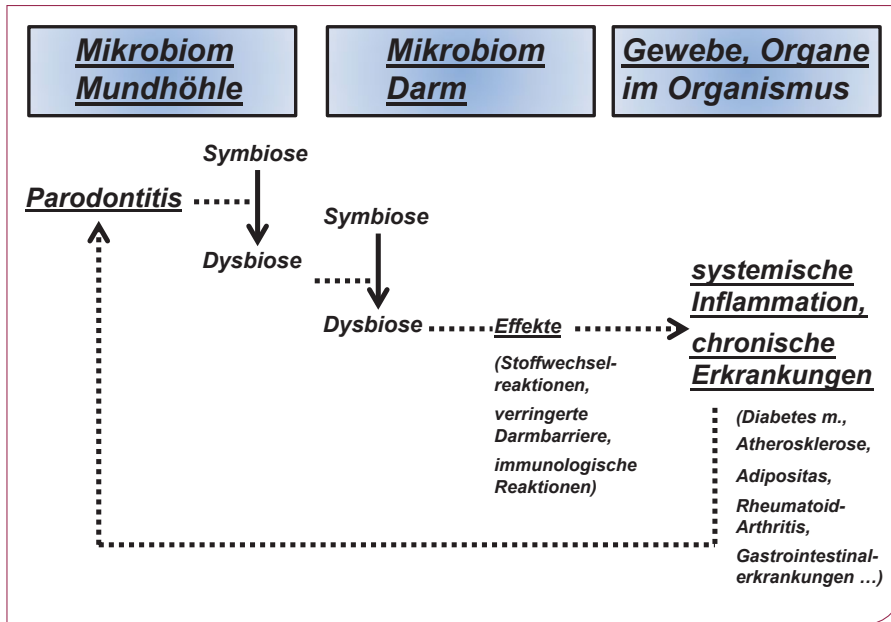 Mikrobiom
Mundhöhle
Mikrobiom
Darm
Gewebe, Organe
im Organismus
Symbiose
Parodontitis
Dysbiose
Symbiose
Dysbiose
Effekte
(Stoffwechsel-
reaktionen,
verringerte
Darmbarriere,
immunologische
Reaktionen)
systemische
Inflammation,
chronische
Erkrankungen
(Diabetes m.,
Atherosklerose,
Adipositas,
Rheumatoid-
Arthritis,
Gastrointestinal-
erkrankungen …)